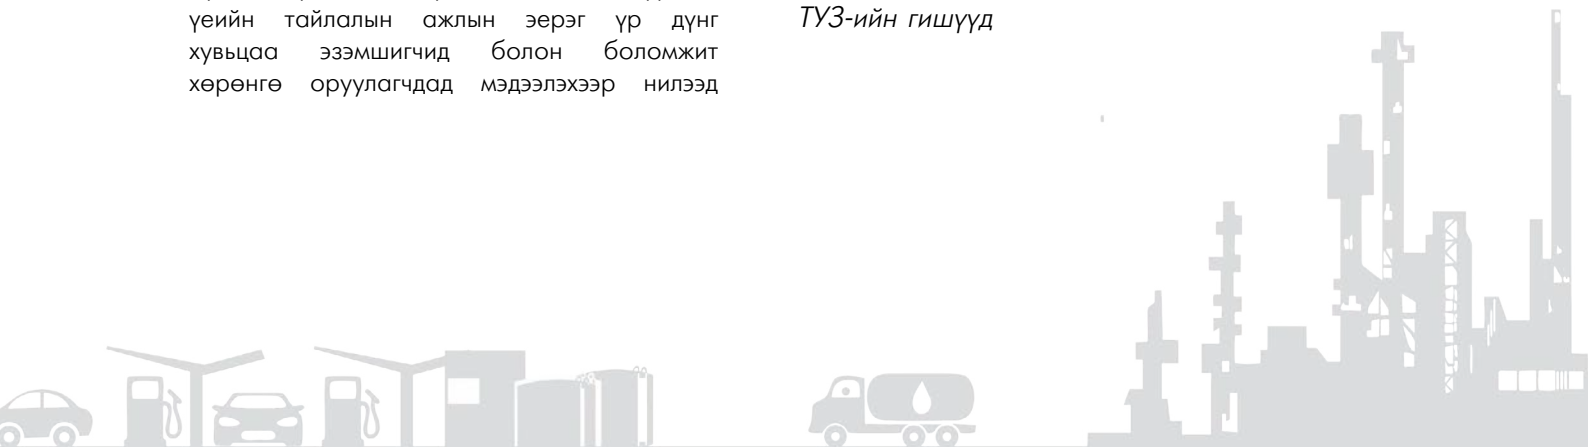 үеийн тайлалын ажлын эерэг үр дүнг
хувьцаа эзэмшигчид болон боломжит
хөрөнгө оруулагчдад мэдээлэхээр нилээд
ТУЗ-ийн гишүүд